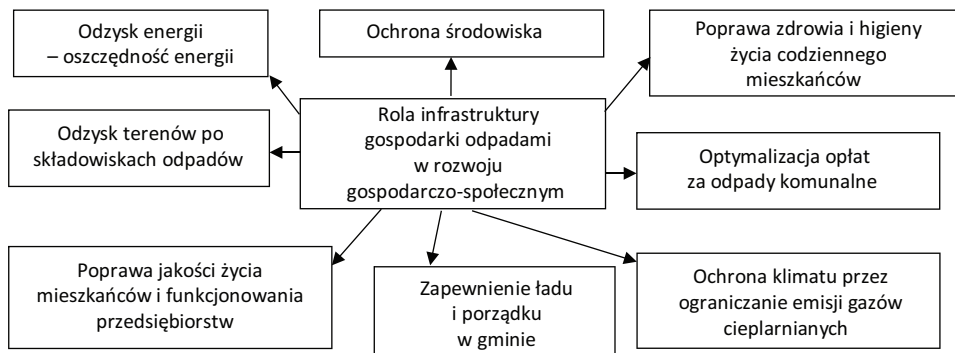 Odzysk energii
– oszczędność energii
Ochrona środowiska
Poprawa zdrowia i higieny
życia codziennego
mieszkańców
Odzysk terenów po
składowiskach odpadów
Rola infrastruktury
gospodarki odpadami
w rozwoju
gospodarczo-społecznym
Optymalizacja opłat
za odpady komunalne
Poprawa jakości życia
mieszkańców i funkcjonowania
przedsiębiorstw
Zapewnienie ładu
i porządku
w gminie
Ochrona klimatu przez
ograniczanie emisji gazów
cieplarnianych